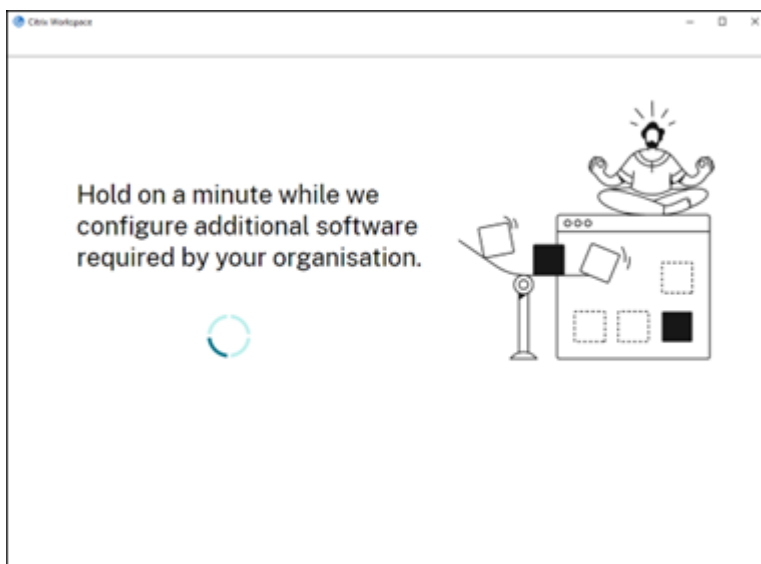 Citrix Workspace
Hold on a minute while we
configure additional software
required by your organisation.